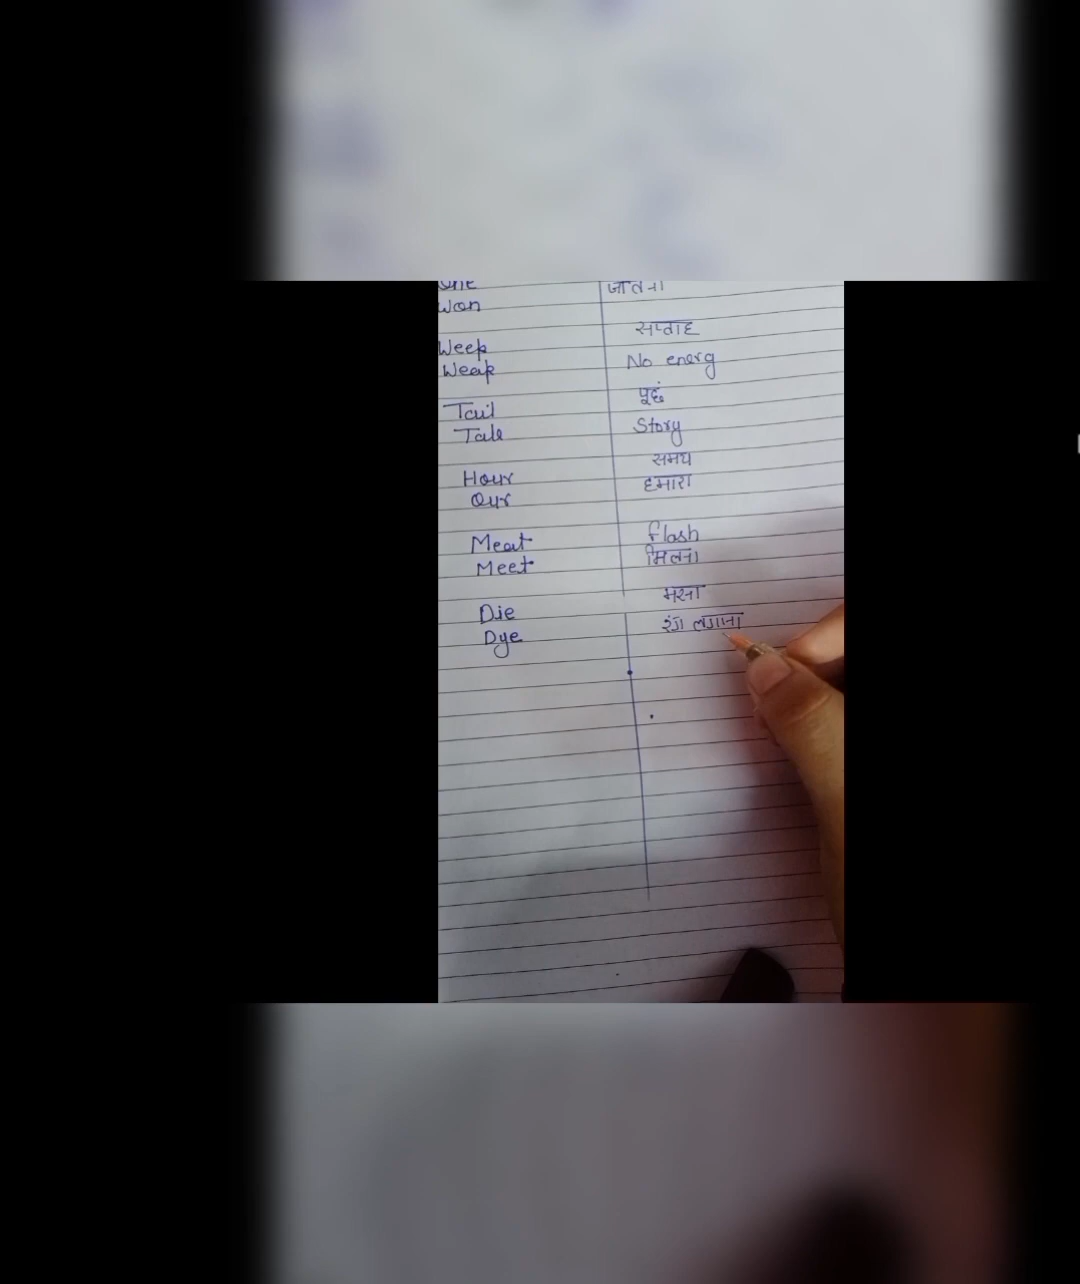 Won जीतना
सप्ताह
Week
Weak No energ
पूछं
Tail
Tale Story
समय
Hour हमारा
Our
Meat flash
Meet मिलना
मरना
Die
Dye रंग लगाना